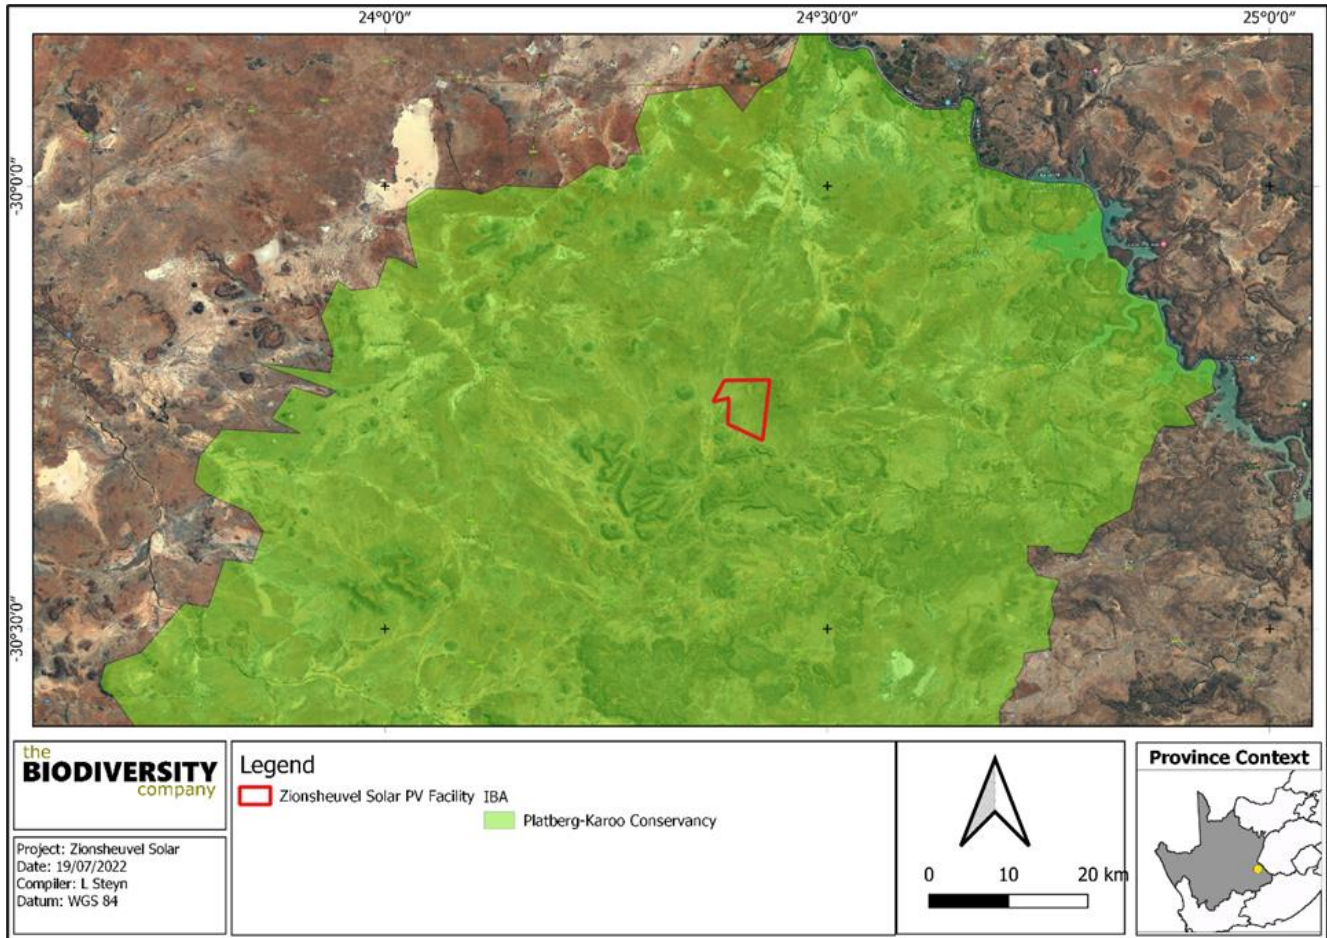 24°0′0″ 24°30′0″ 25°0′0″
-30°0′0″
-30°30′0″
the
BIODIVERSITY
company
Project: Zionsheuvel Solar
Date: 19/07/2022
Compiler: L Steyn
Datum: WGS 84
Legend
Zionsheuvel Solar PV Facility IBA
Platberg-Karoo Conservancy
0 10 20 km
Province Context